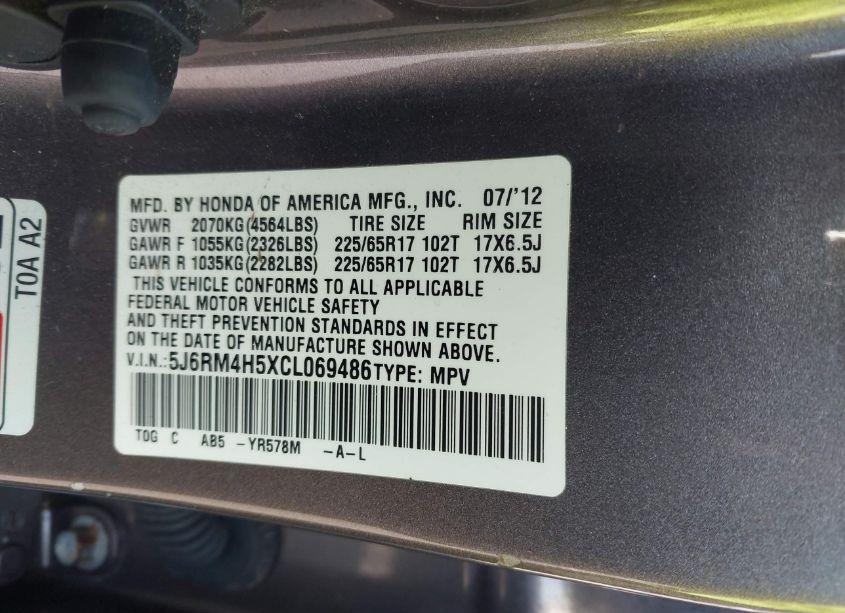 MFD. BY HONDA OF AMERICA MFG., INC. 07/'12
GVWR 2070KG(4564LBS) TIRE SIZE RIM SIZE
GAWR F 1055KG(2326LBS) 225/65R17 102T 17X6.5J
GAWR R 1035KG(2282LBS) 225/65R17 102T 17X6.5J
THIS VEHICLE CONFORMS TO ALL APPLICABLE
FEDERAL MOTOR VEHICLE SAFETY
AND THEFT PREVENTION STANDARDS IN EFFECT
ON THE DATE OF MANUFACTURE SHOWN ABOVE.
V.I.N.:5J6RM4H5XCL069486TYPE: MPV
T0G C AB5 -YR578M -A-L
T0A A2